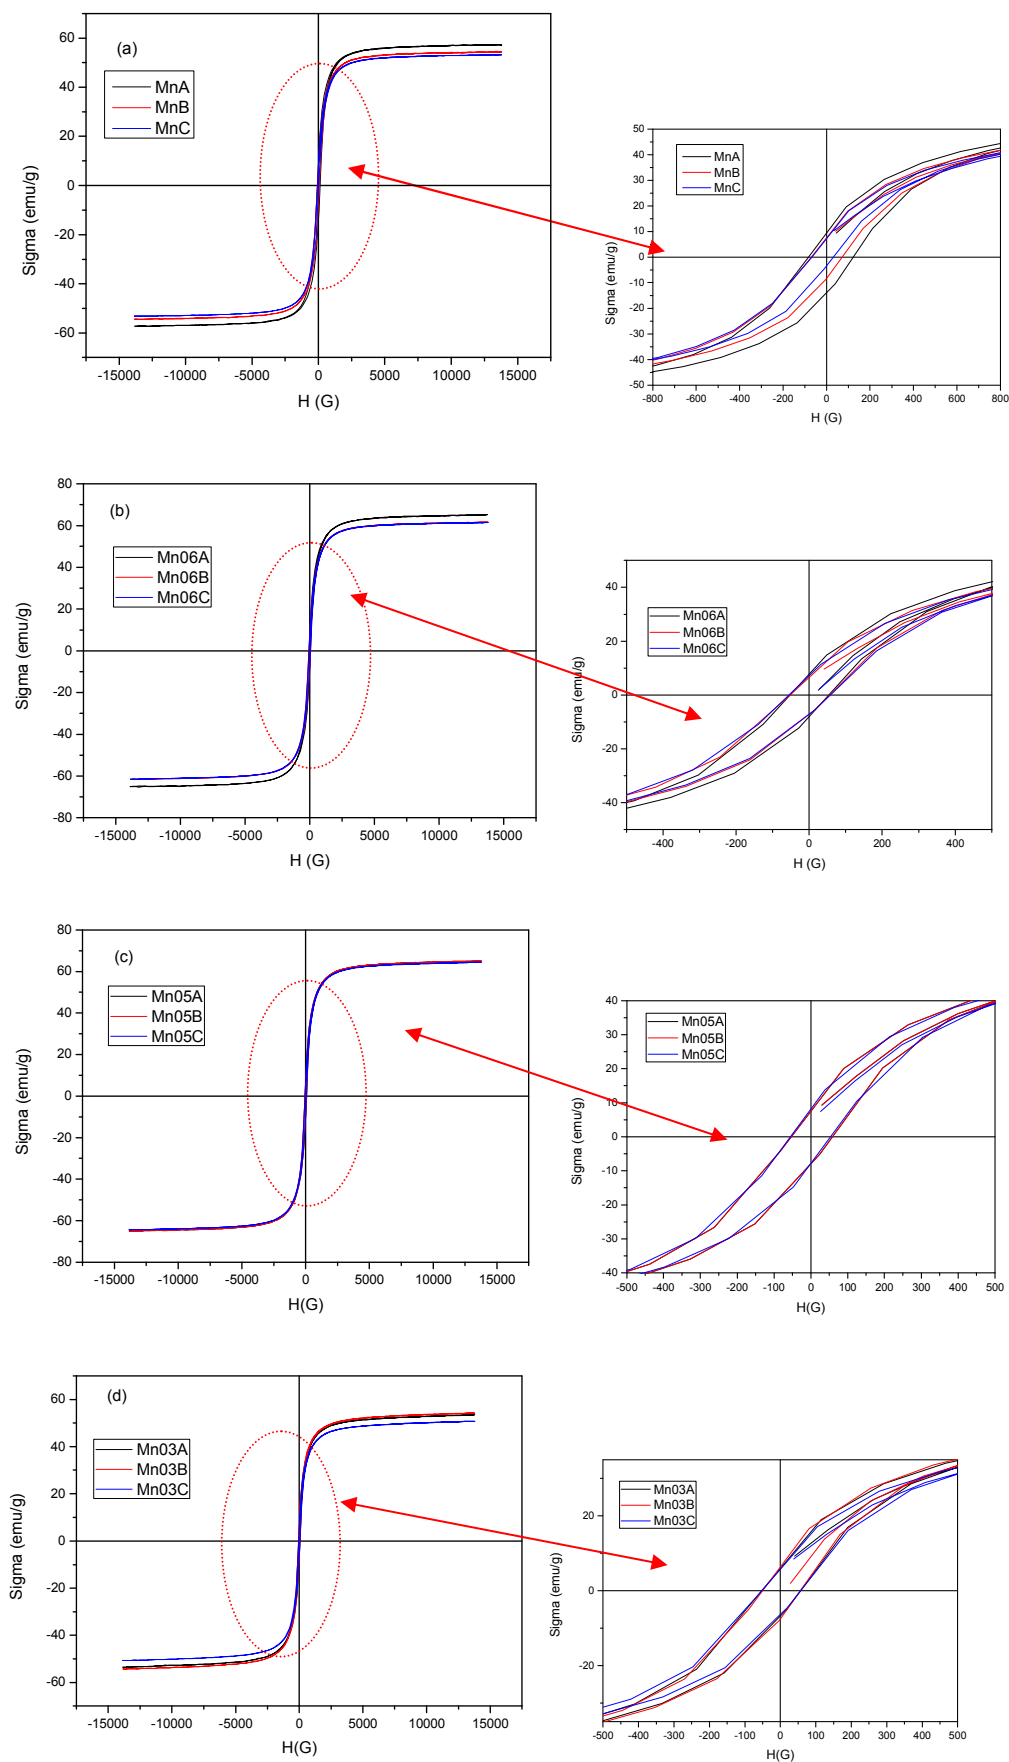 (a)
MnA
MnB
MnC
60
40
20
0
-20
-40
-60
Sigma (emu/g)
-15000 -10000 -5000 0 5000 10000 15000
H (G)
MnA
MnB
MnC
50
40
30
20
10
0
-10
-20
-30
-40
-50
Sigma (emu/g)
-800 -600 -400 -200 0 200 400 600 800
H (G)
(b)
Mn06A
Mn06B
Mn06C
80
60
40
20
0
-20
-40
-60
-80
Sigma (emu/g)
-15000 -10000 -5000 0 5000 10000 15000
H (G)
Mn06A
Mn06B
Mn06C
40
20
0
-20
-40
Sigma (emu/g)
-400 -200 0 200 400
H (G)
(c)
Mn05A
Mn05B
Mn05C
80
60
40
20
0
-20
-40
-60
-80
Sigma (emu/g)
-15000 -10000 -5000 0 5000 10000 15000
H(G)
Mn05A
Mn05B
Mn05C
40
30
20
10
0
-10
-20
-30
-40
Sigma (emu/g)
-500 -400 -300 -200 -100 0 100 200 300 400 500
H(G)
(d)
Mn03A
Mn03B
Mn03C
60
40
20
0
-20
-40
-60
Sigma (emu/g)
-15000 -10000 -5000 0 5000 10000 15000
H(G)
Mn03A
Mn03B
Mn03C
20
0
-20
Sigma (emu/g)
-500 -400 -300 -200 -100 0 100 200 300 400 500
H(G)